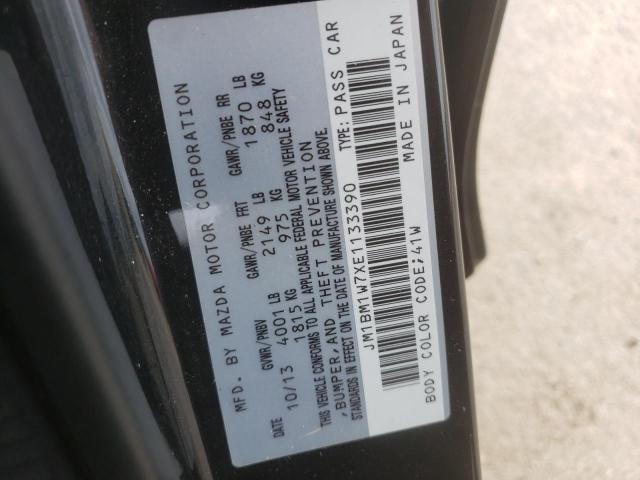 MFD. BY MAZDA MOTOR CORPORATION
GVWR/PNBV GAWR/PNBE FRT GAWR/PNBE RR
DATE 10/13 4001 LB 2149 LB 1870 LB
1815 KG 975 KG 848 KG
THIS VEHICLE CONFORMS TO ALL APPLICABLE FEDERAL MOTOR VEHICLE SAFETY
,BUMPER,AND THEFT PREVENTION
STANDARDS IN EFFECT ON THE DATE OF MANUFACTURE SHOWN ABOVE.
JM1BM1W7XE1133390 TYPE: PASS CAR
BODY COLOR CODE;41W MADE IN JAPAN